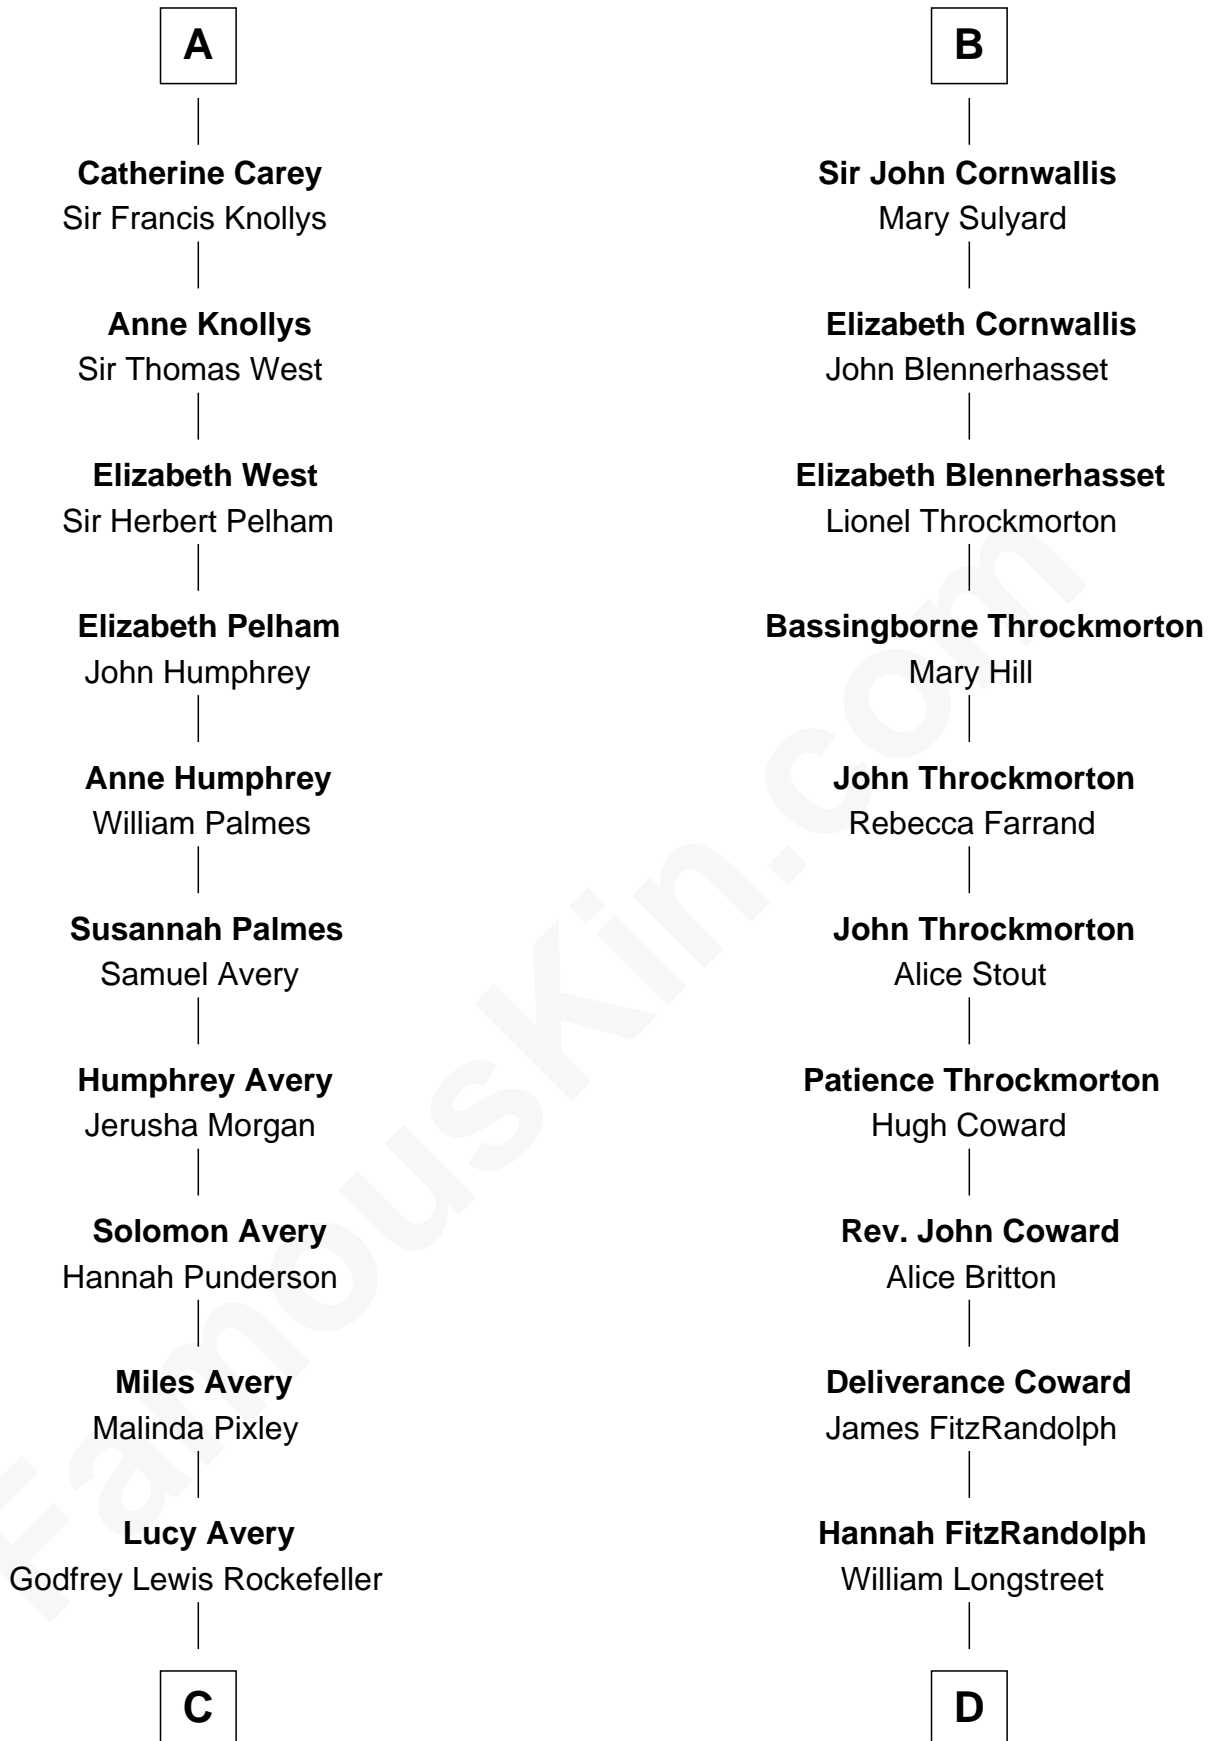 A
Catherine Carey
Sir Francis Knollys
Anne Knollys
Sir Thomas West
Elizabeth West
Sir Herbert Pelham
Elizabeth Pelham
John Humphrey
Anne Humphrey
William Palmes
Susannah Palmes
Samuel Avery
Humphrey Avery
Jerusha Morgan
Solomon Avery
Hannah Punderson
Miles Avery
Malinda Pixley
Lucy Avery
Godfrey Lewis Rockefeller
C
B
Sir John Cornwallis
Mary Sulyard
Elizabeth Cornwallis
John Blennerhasset
Elizabeth Blennerhasset
Lionel Throckmorton
Bassingborne Throckmorton
Mary Hill
John Throckmorton
Rebecca Farrand
John Throckmorton
Alice Stout
Patience Throckmorton
Hugh Coward
Rev. John Coward
Alice Britton
Deliverance Coward
James FitzRandolph
Hannah FitzRandolph
William Longstreet
D
FamousKin.com